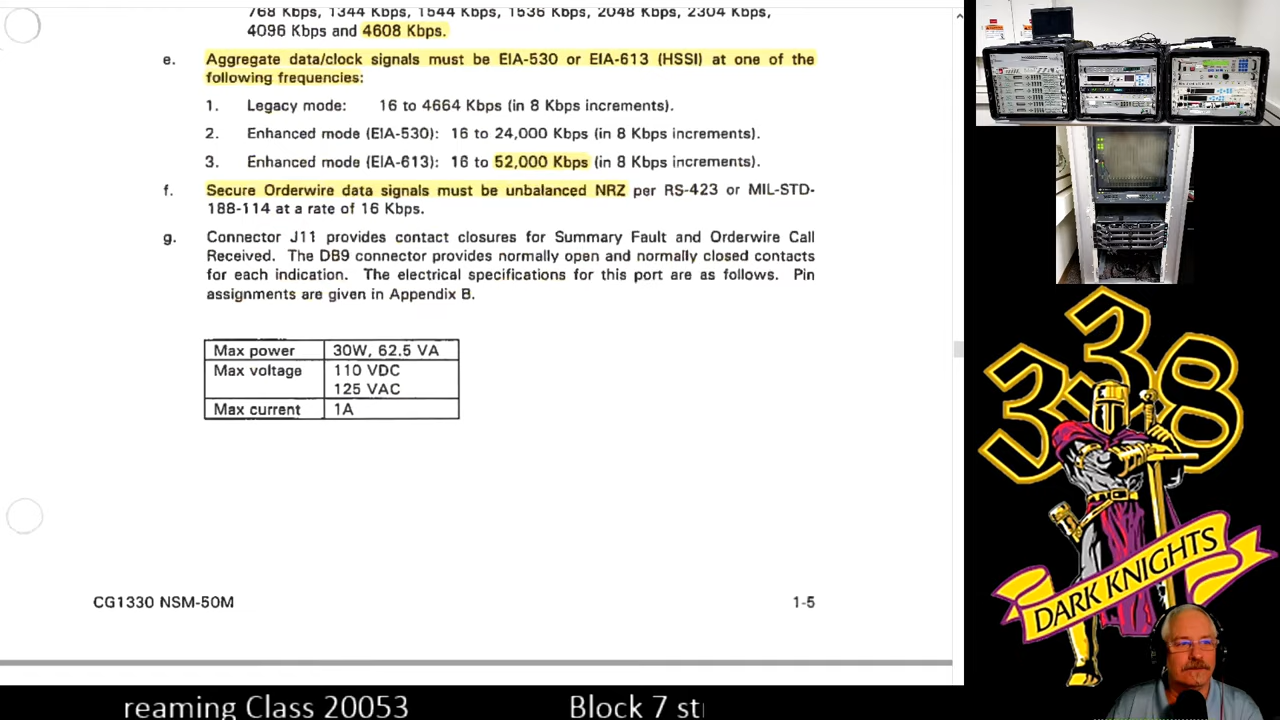 768 Kbps, 1344 Kbps, 1544 Kbps, 1536 Kbps, 2048 Kbps, 2304 Kbps,
4096 Kbps and 4608 Kbps.
e. Aggregate data/clock signals must be EIA-530 or EIA-613 (HSSI) at one of the
following frequencies:
1. Legacy mode: 16 to 4664 Kbps (in 8 Kbps increments).
2. Enhanced mode (EIA-530): 16 to 24,000 Kbps (in 8 Kbps increments).
3. Enhanced mode (EIA-613): 16 to 52,000 Kbps (in 8 Kbps increments).
f. Secure Orderwire data signals must be unbalanced NRZ per RS-423 or MIL-STD-
188-114 at a rate of 16 Kbps.
g. Connector J11 provides contact closures for Summary Fault and Orderwire Call
Received. The DB9 connector provides normally open and normally closed contacts
for each indication. The electrical specifications for this port are as follows. Pin
assignments are given in Appendix B.
Max power 30W, 62.5 VA
Max voltage 110 VDC
125 VAC
Max current 1A
CG1330 NSM-50M 1-5
338
DARK KNIGHTS
reaming Class 20053 Block 7 st